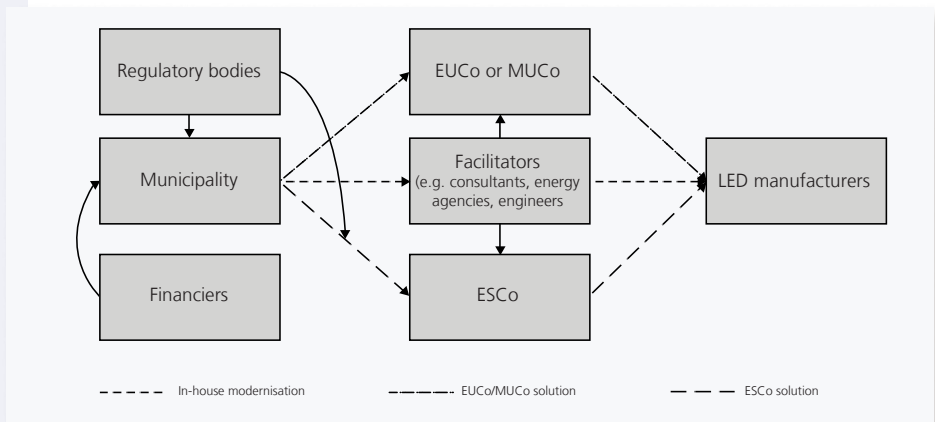 Regulatory bodies
EUCo or MUCo
Municipality
Facilitators
(e.g. consultants, energy
agencies, engineers
LED manufacturers
Financiers
ESCo
In-house modernisation
EUCo/MUCo solution
ESCo solution